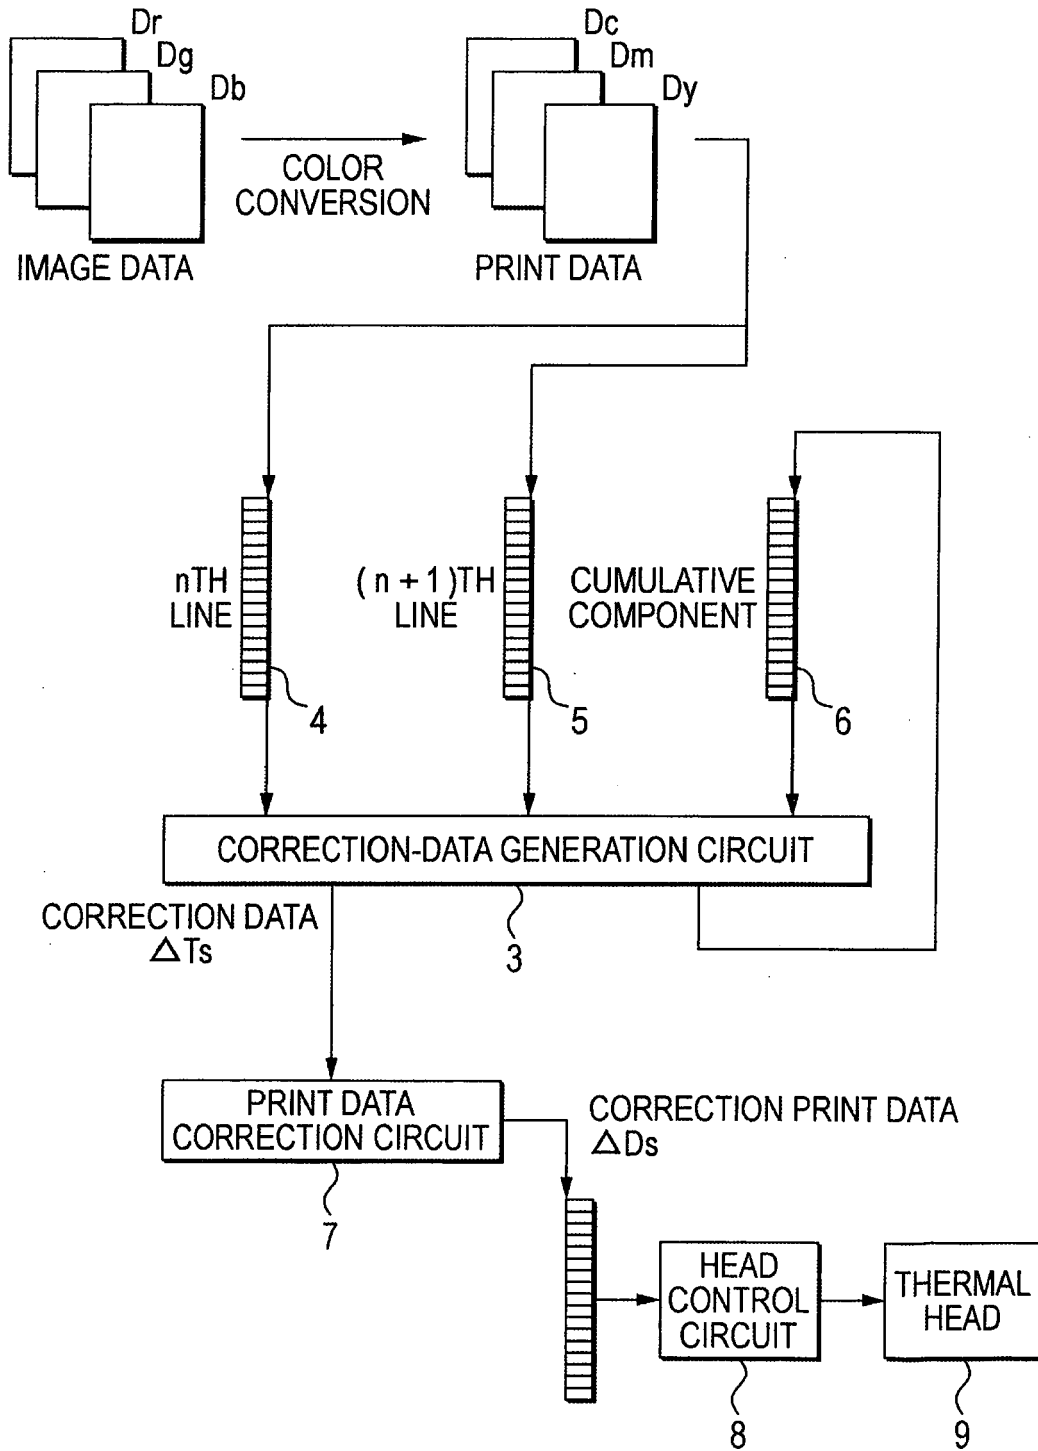 Dr
Dg
Db
Dc
Dm
Dy
COLOR
CONVERSION
IMAGE DATA
PRINT DATA
nTH
LINE
( n + 1 )TH
LINE
CUMULATIVE
COMPONENT
4
5
6
CORRECTION-DATA GENERATION CIRCUIT
CORRECTION DATA
△Ts
3
PRINT DATA
CORRECTION CIRCUIT
CORRECTION PRINT DATA
△Ds
7
HEAD
CONTROL
CIRCUIT
THERMAL
HEAD
8
9